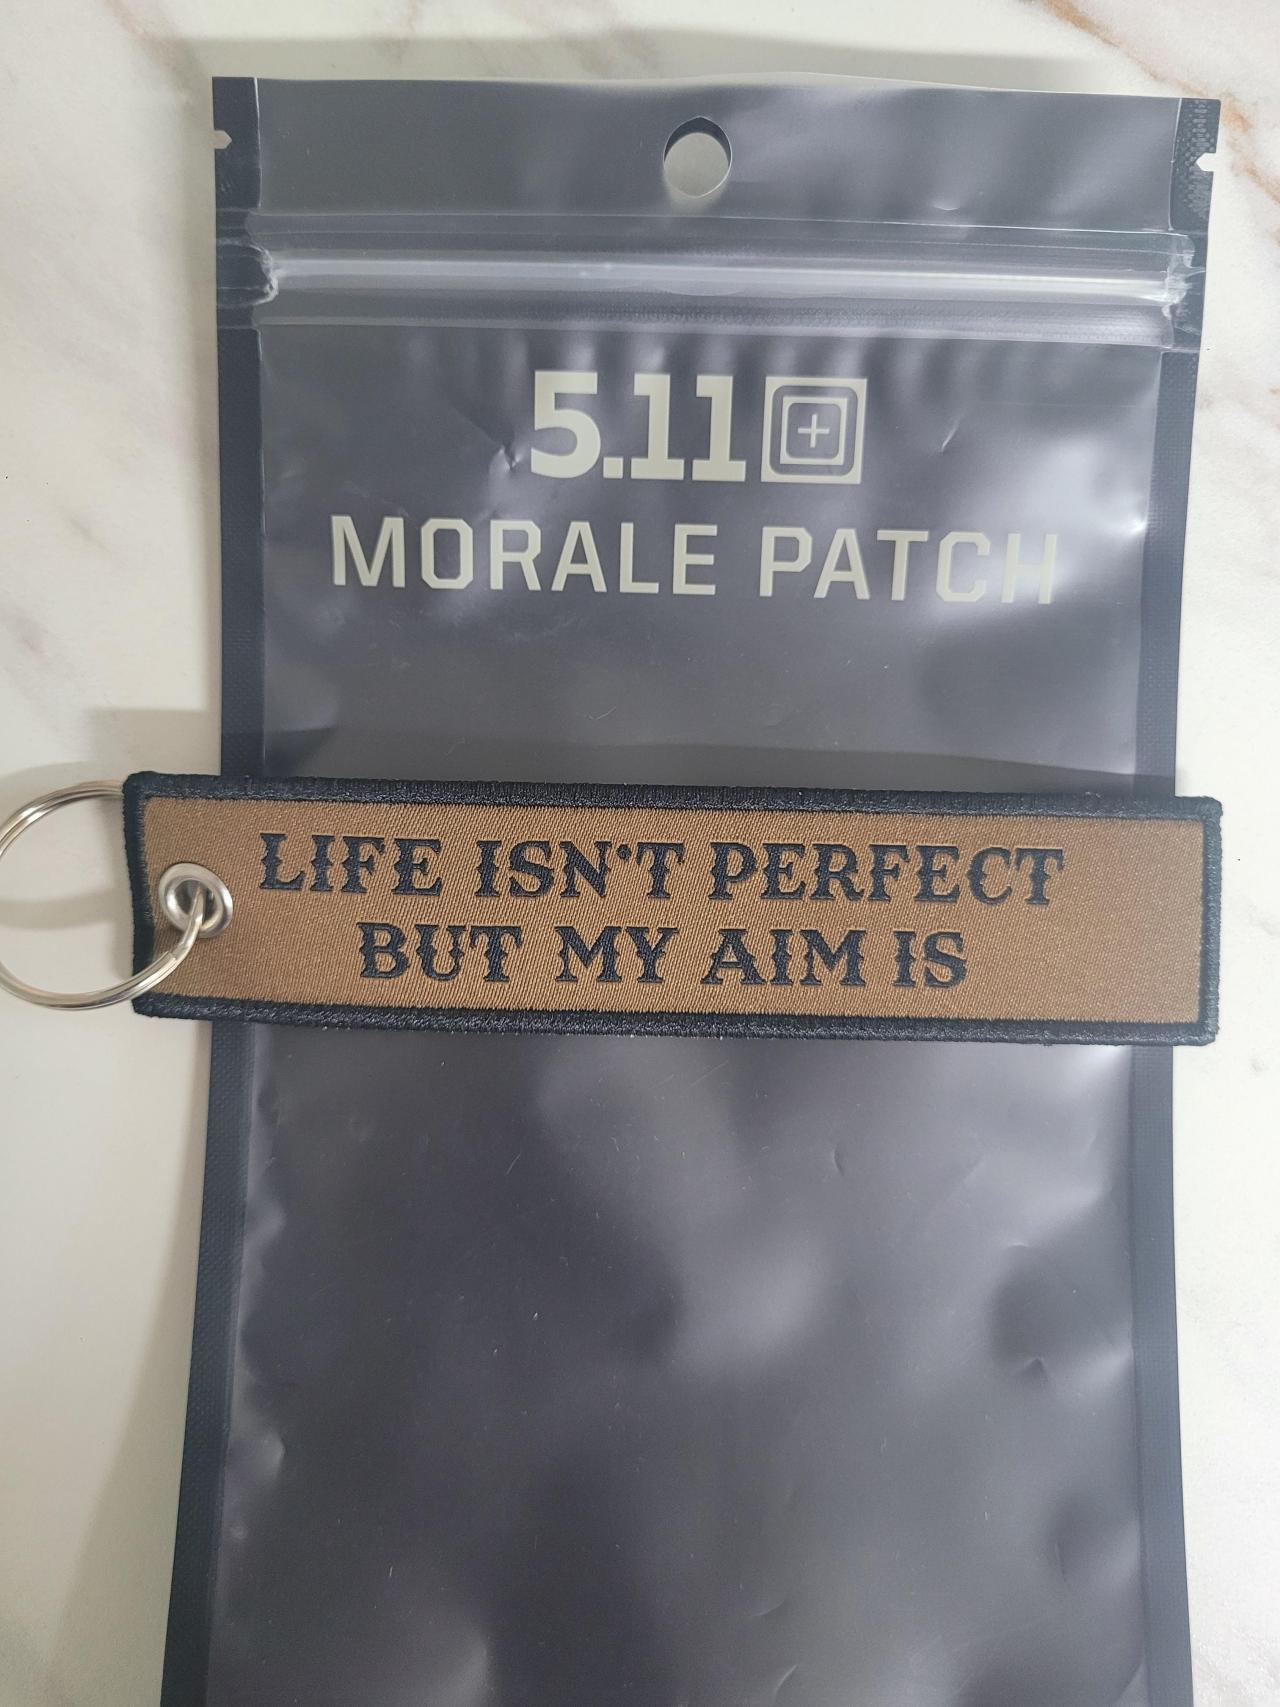 5.11
MORALE PATCH
LIFE ISN'T PERFECT
BUT MY AIM IS